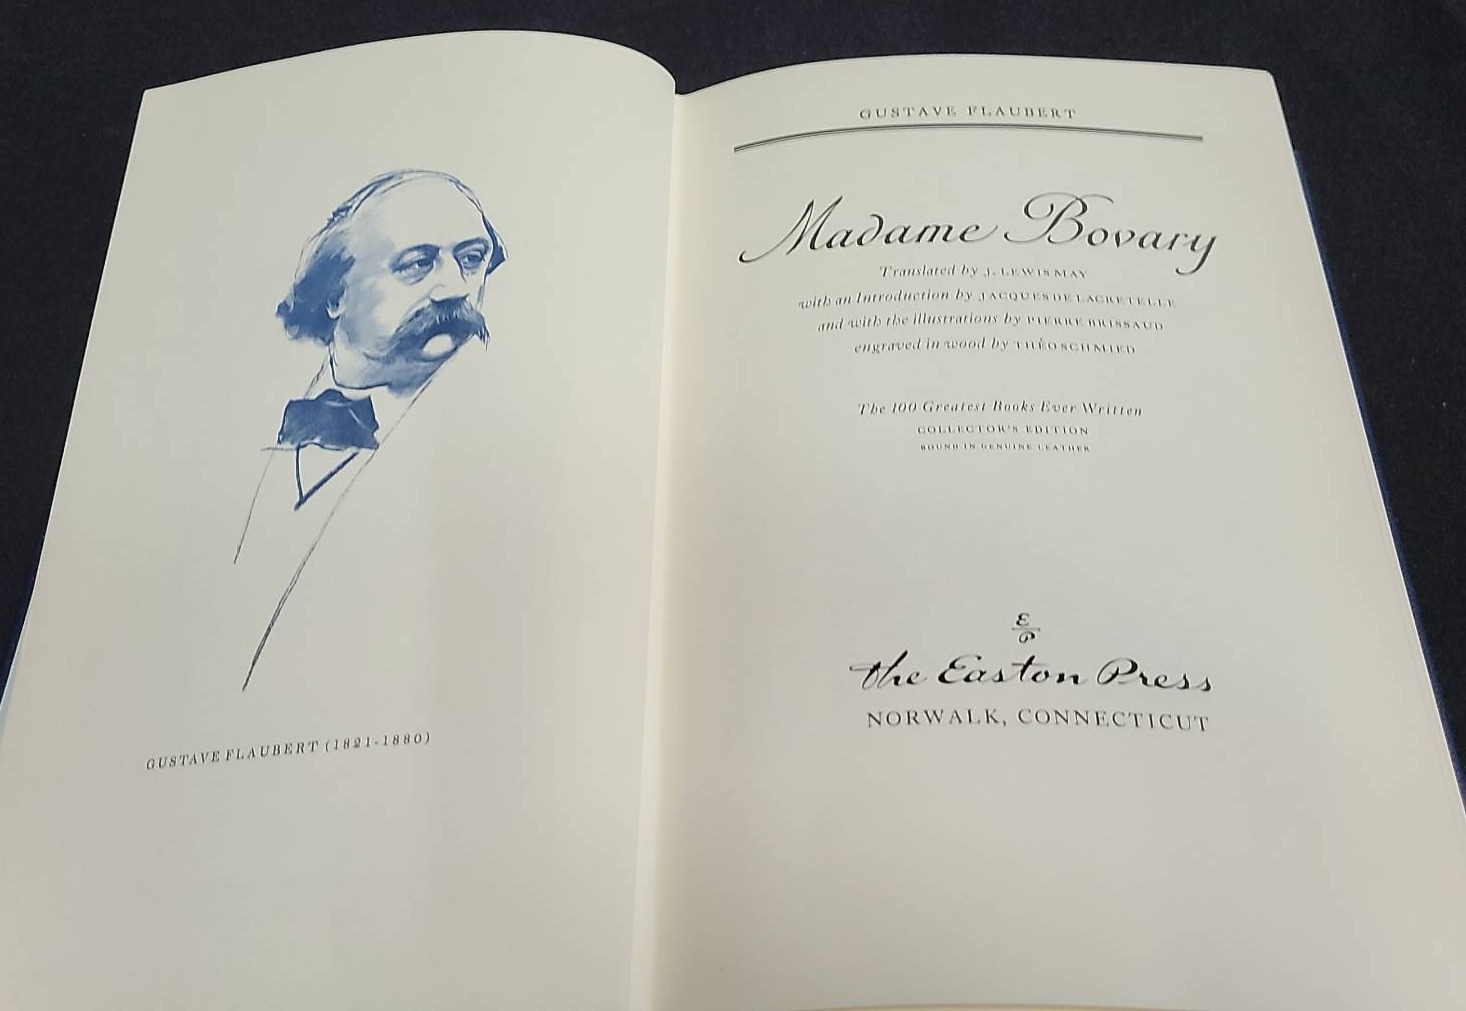 GUSTAVE FLAUBERT (1821-1880)
GUSTAVE FLAUBERT
Madame Bovary
Translated by J. LEWIS MAY
with an Introduction by JACQUES DE LACRETELLE
and with the illustrations by PIERRE BRISSAUD
engraved in wood by THÉO SCHMIED
The 100 Greatest Books Ever Written
COLLECTOR'S EDITION
BOUND IN GENUINE LEATHER
E
P
the Easton Press
NORWALK, CONNECTICUT